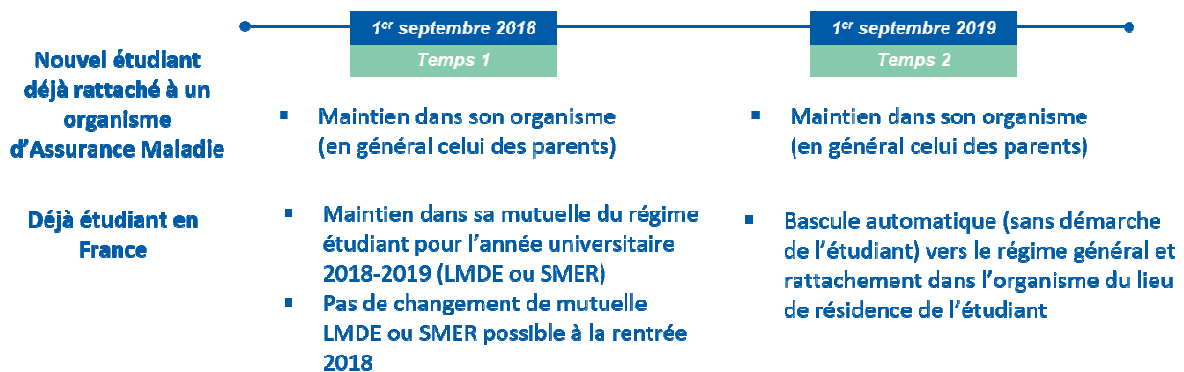 1er septembre 2018
1er septembre 2019
Temps 1
Temps 2
Nouvel étudiant
déjà rattaché à un
organisme
d'Assurance Maladie
▪ Maintien dans son organisme
(en général celui des parents)
▪ Maintien dans son organisme
(en général celui des parents)
Déjà étudiant en
France
▪ Maintien dans sa mutuelle du régime
étudiant pour l'année universitaire
2018-2019 (LMDE ou SMER)
▪ Pas de changement de mutuelle
LMDE ou SMER possible à la rentrée
2018
▪ Bascule automatique (sans démarche
de l'étudiant) vers le régime général et
rattachement dans l'organisme du lieu
de résidence de l'étudiant